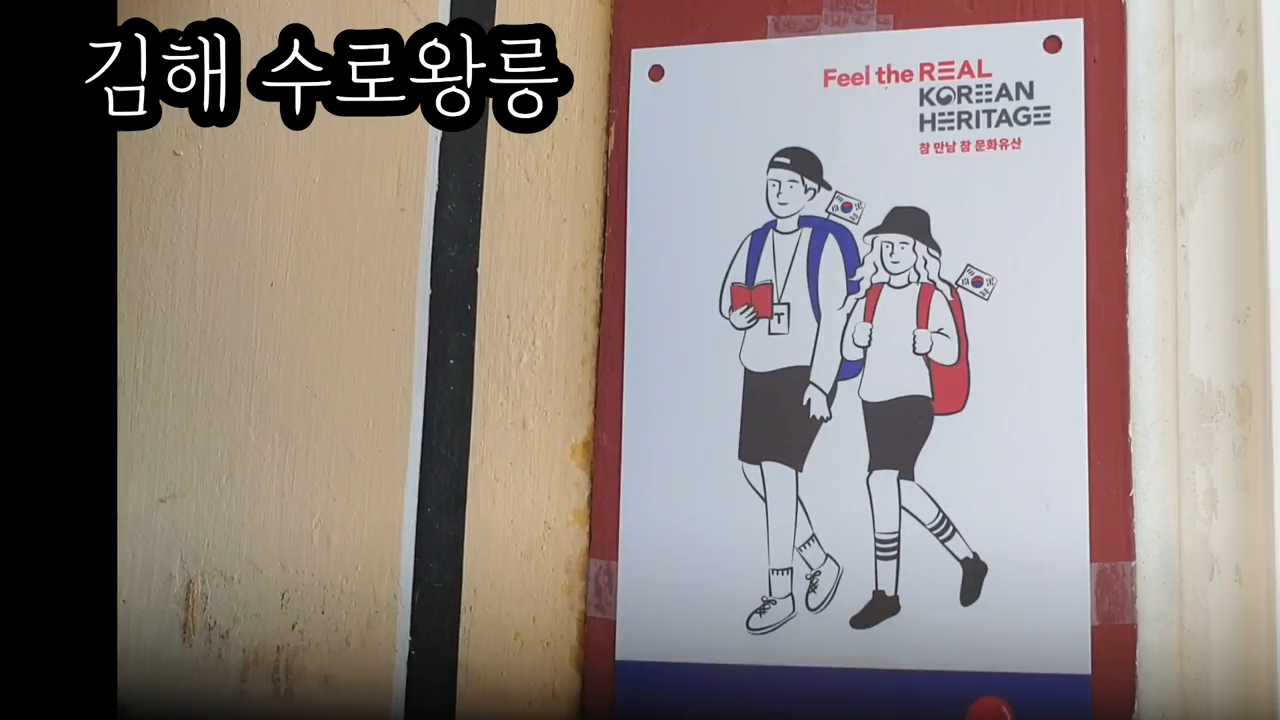 김해 수로왕릉
Feel the REAL
KOREAN
HERITAGE
참 만남 참 문화유산
T